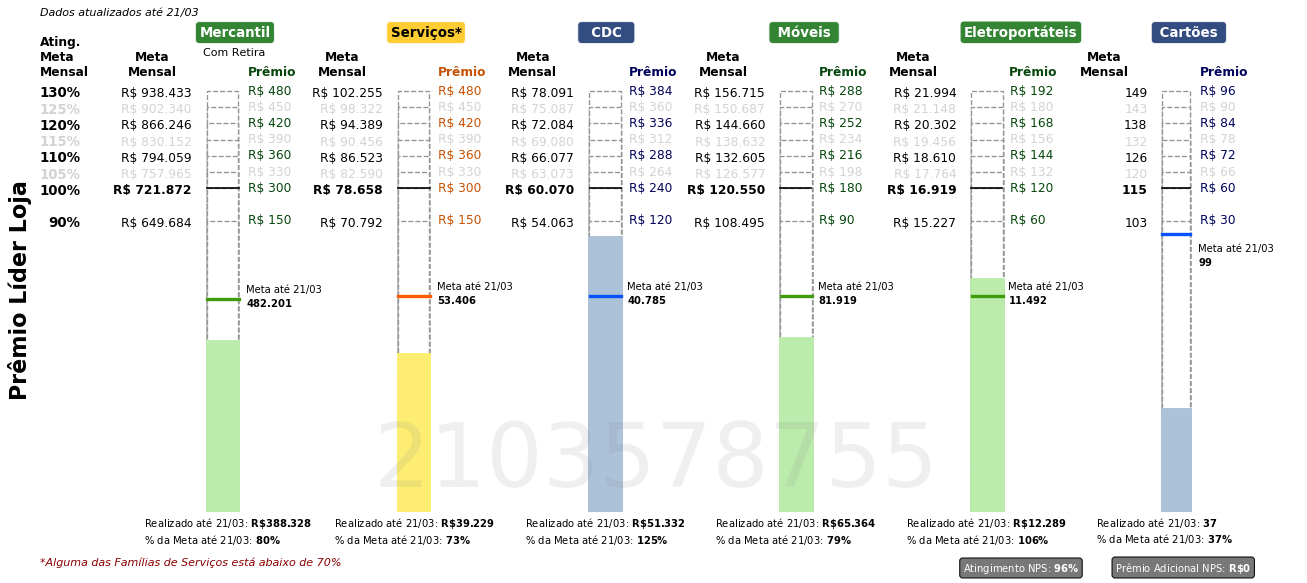 Dados atualizados até 21/03
Mercantil Serviços* CDC Móveis Eletroportáteis Cartões
Com Retira
Ating. Meta Mensal
Meta Mensal Prêmio Meta Mensal Prêmio Meta Mensal Prêmio Meta Mensal Prêmio Meta Mensal Prêmio Meta Mensal Prêmio
130% R$ 938.433 R$ 480 R$ 102.255 R$ 480 R$ 78.091 R$ 384 R$ 156.715 R$ 288 R$ 21.994 R$ 192 149 R$ 96
125% R$ 902.340 R$ 450 R$ 98.322 R$ 450 R$ 75.087 R$ 360 R$ 150.687 R$ 270 R$ 21.148 R$ 180 143 R$ 90
120% R$ 866.246 R$ 420 R$ 94.389 R$ 420 R$ 72.084 R$ 336 R$ 144.660 R$ 252 R$ 20.302 R$ 168 138 R$ 84
115% R$ 830.152 R$ 390 R$ 90.456 R$ 390 R$ 69.080 R$ 312 R$ 138.632 R$ 234 R$ 19.456 R$ 156 132 R$ 78
110% R$ 794.059 R$ 360 R$ 86.523 R$ 360 R$ 66.077 R$ 288 R$ 132.605 R$ 216 R$ 18.610 R$ 144 126 R$ 72
105% R$ 757.965 R$ 330 R$ 82.590 R$ 330 R$ 63.073 R$ 264 R$ 126.577 R$ 198 R$ 17.764 R$ 132 120 R$ 66
100% R$ 721.872 R$ 300 R$ 78.658 R$ 300 R$ 60.070 R$ 240 R$ 120.550 R$ 180 R$ 16.919 R$ 120 115 R$ 60
90% R$ 649.684 R$ 150 R$ 70.792 R$ 150 R$ 54.063 R$ 120 R$ 108.495 R$ 90 R$ 15.227 R$ 60 103 R$ 30
Prêmio Líder Loja
Meta até 21/03
482.201
Meta até 21/03
53.406
Meta até 21/03
40.785
Meta até 21/03
81.919
Meta até 21/03
11.492
Meta até 21/03
99
2103578755
Realizado até 21/03: R$388.328
% da Meta até 21/03: 80%
Realizado até 21/03: R$39.229
% da Meta até 21/03: 73%
Realizado até 21/03: R$51.332
% da Meta até 21/03: 125%
Realizado até 21/03: R$65.364
% da Meta até 21/03: 79%
Realizado até 21/03: R$12.289
% da Meta até 21/03: 106%
Realizado até 21/03: 37
% da Meta até 21/03: 37%
*Alguma das Famílias de Serviços está abaixo de 70%
Atingimento NPS: 96%
Prêmio Adicional NPS: R$0